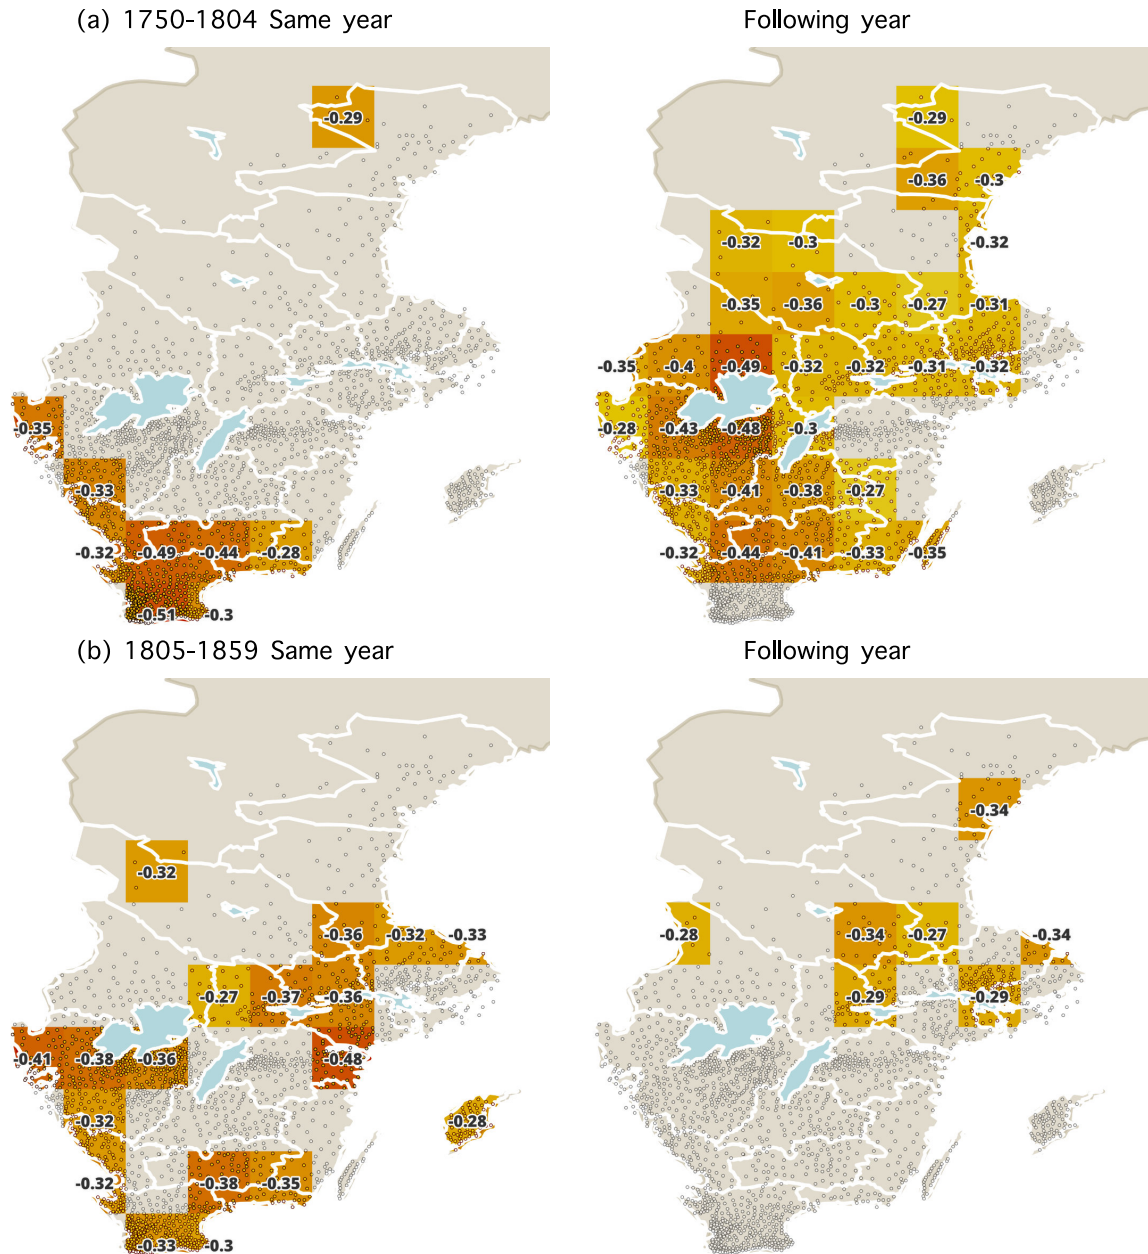 (a) 1750-1804 Same year
Following year
-0.29
-0.35
-0.33
-0.32 -0.49 -0.44 -0.28
-0.51 -0.3
-0.29
-0.36 -0.3
-0.32 -0.3 -0.32
-0.35 -0.36 -0.3 -0.27 -0.31
-0.35 -0.4 -0.49 -0.32 -0.32 -0.31 -0.32
-0.28 -0.43 -0.48 -0.3
-0.33 -0.41 -0.38 -0.27
-0.32 -0.44 -0.41 -0.33 -0.35
(b) 1805-1859 Same year
Following year
-0.32
-0.36 -0.32 -0.33
-0.27 -0.37 -0.36
-0.41 -0.38 -0.36 -0.48
-0.32 -0.28
-0.32 -0.38 -0.35
-0.33 -0.3
-0.34
-0.28 -0.34 -0.27 -0.34
-0.29 -0.29